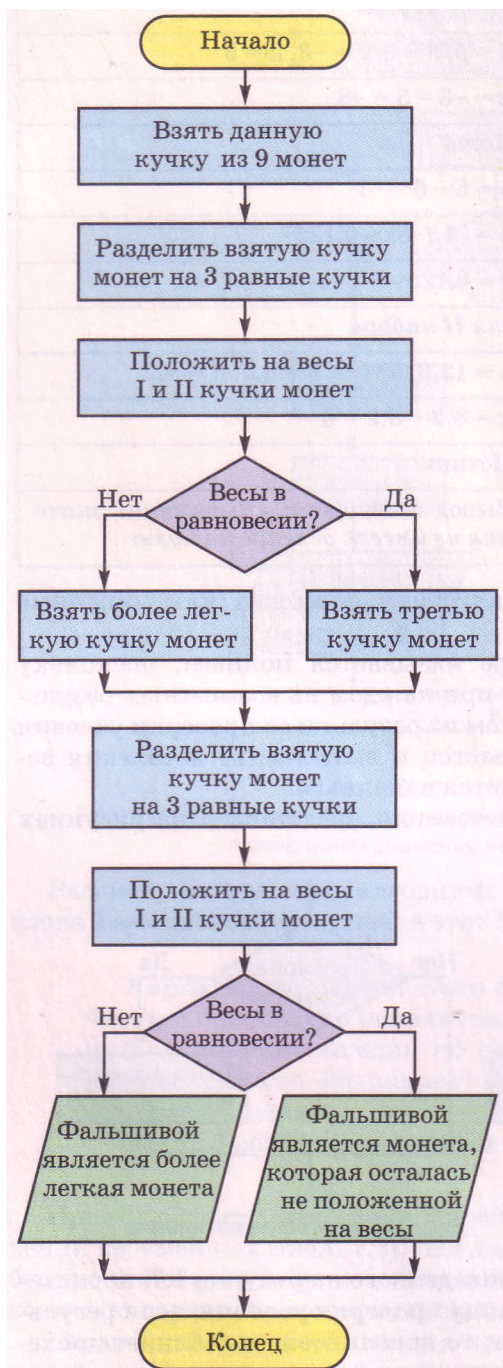 Начало
Взять данную
кучку из 9 монет
Разделить взятую кучку
монет на 3 равные кучки
Положить на весы
I и II кучки монет
Нет
Весы в
равновесии?
Да
Взять более лег-
кую кучку монет
Взять третью
кучку монет
Разделить взятую
кучку монет
на 3 равные кучки
Положить на весы
I и II кучки монет
Нет
Весы в
равновесии?
Да
Фальшивой
является более
легкая монета
Фальшивой
является монета,
которая осталась
не положенной
на весы
Конец